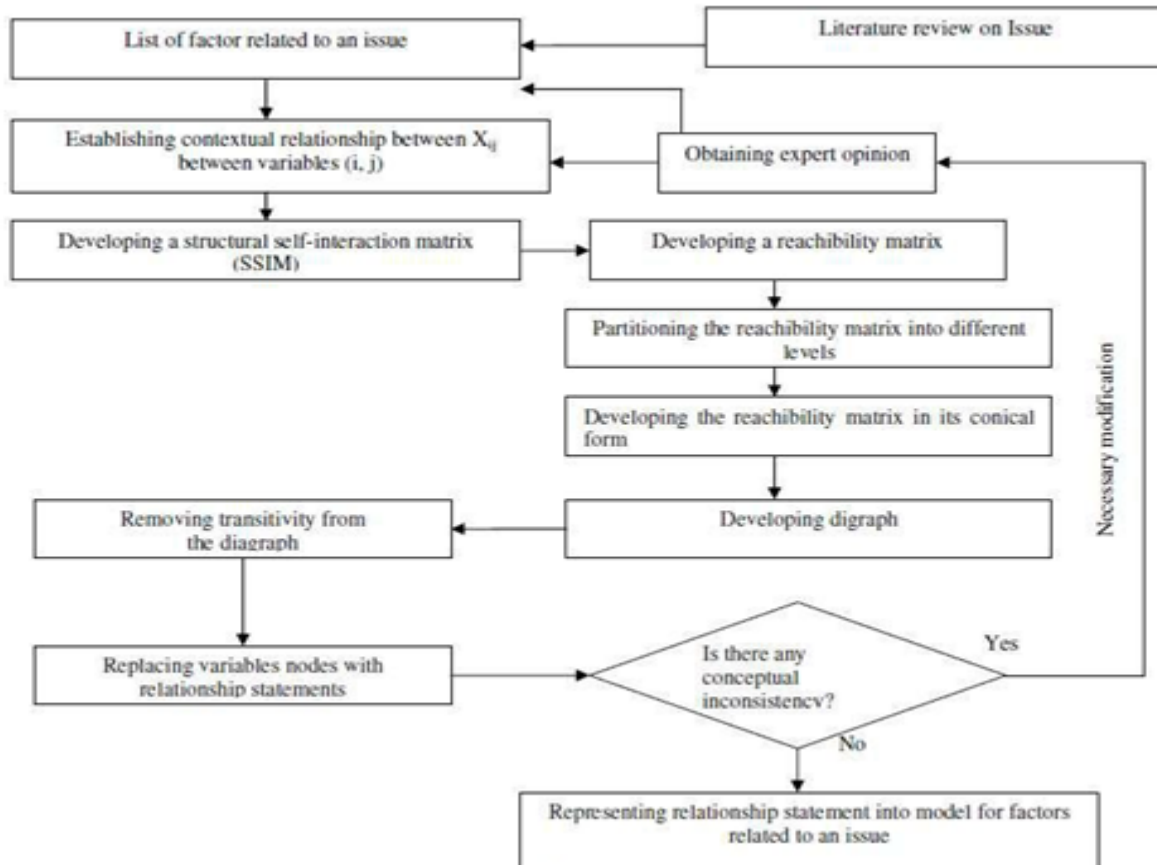 List of factor related to an issue
Literature review on Issue
Establishing contextual relationship between Xij
between variables (i, j)
Obtaining expert opinion
Developing a structural self-interaction matrix
(SSIM)
Developing a reachibility matrix
Partitioning the reachibility matrix into different
levels
Developing the reachibility matrix in its conical
form
Necessary modification
Removing transitivity from
the diagraph
Developing digraph
Replacing variables nodes with
relationship statements
Is there any
conceptual
inconsistency?
Yes
No
Representing relationship statement into model for factors
related to an issue